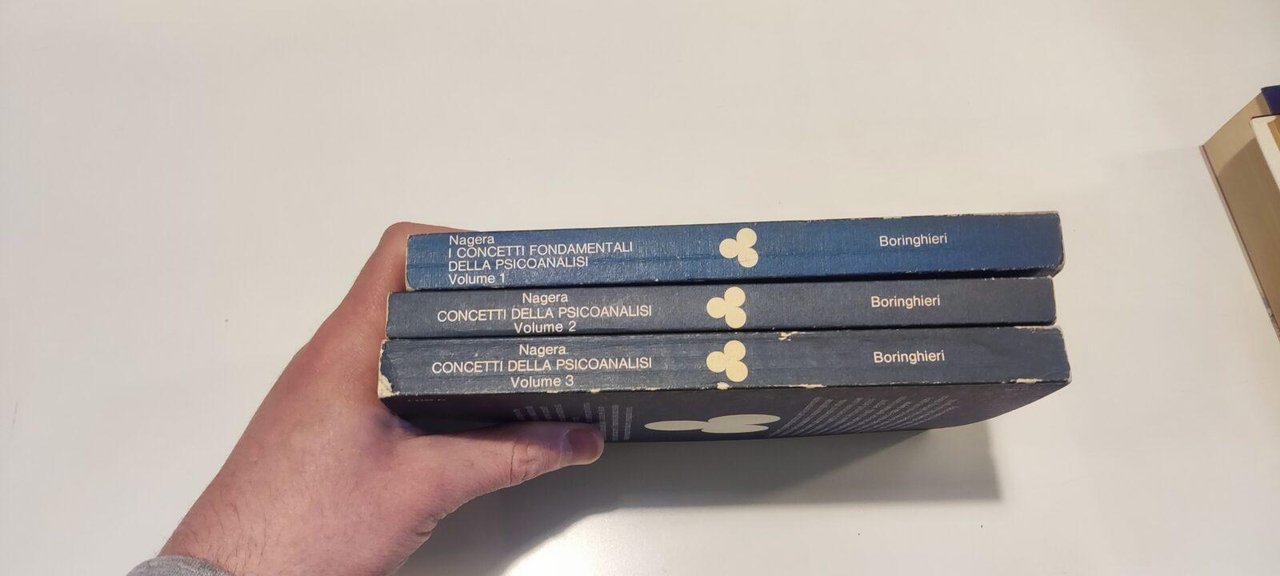 Nagera
I CONCETTI FONDAMENTALI
DELLA PSICOANALISI
Volume 1
Boringhieri
Nagera
CONCETTI DELLA PSICOANALISI
Volume 2
Boringhieri
Nagera
CONCETTI DELLA PSICOANALISI
Volume 3
Boringhieri